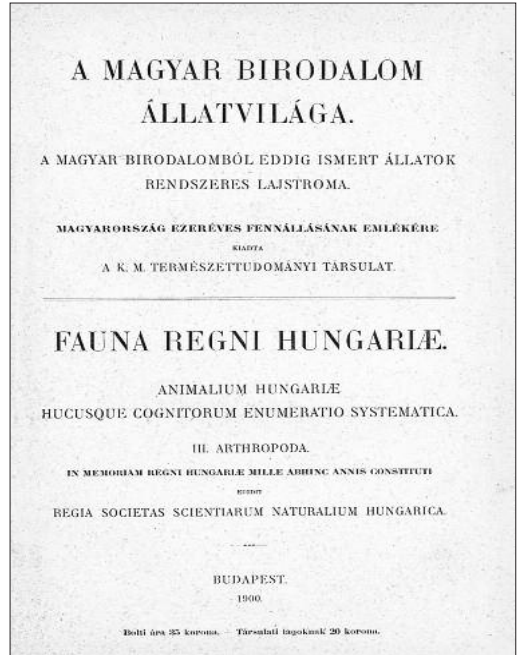 A MAGYAR BIRODALOM
ÁLLATVILÁGA.
A MAGYAR BIRODALOMBÓL EDDIG ISMERT ÁLLATOK
RENDSZERES LAJSTROMA.
MAGYARORSZÁG EZERÉVES FENNÁLLÁSÁNAK EMLÉKÉRE
KIADTA
A K. M. TERMÉSZETTUDOMÁNYI TÁRSULAT.
FAUNA REGNI HUNGARIÆ.
ANIMALIUM HUNGARIÆ
HUCUSQUE COGNITORUM ENUMERATIO SYSTEMATICA.
III. ARTHROPODA.
IN MEMORIAM REGNI HUNGARIÆ MILLE ABHINC ANNIS CONSTITUTI
EDIDIT
REGIA SOCIETAS SCIENTIARUM NATURALIUM HUNGARICA.
BUDAPEST.
1900.
Bolti ára 35 korona. — Társulati tagoknak 20 korona.